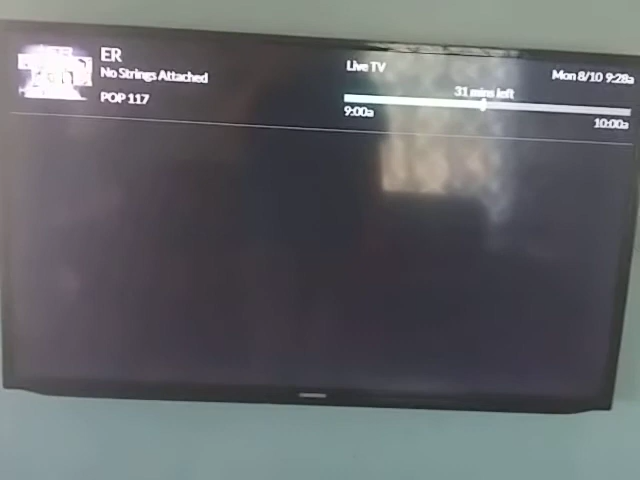 ER
No Strings Attached
POP 117
Live TV
Mon 8/10 9:28a
31 mins left
9:00a
10:00a